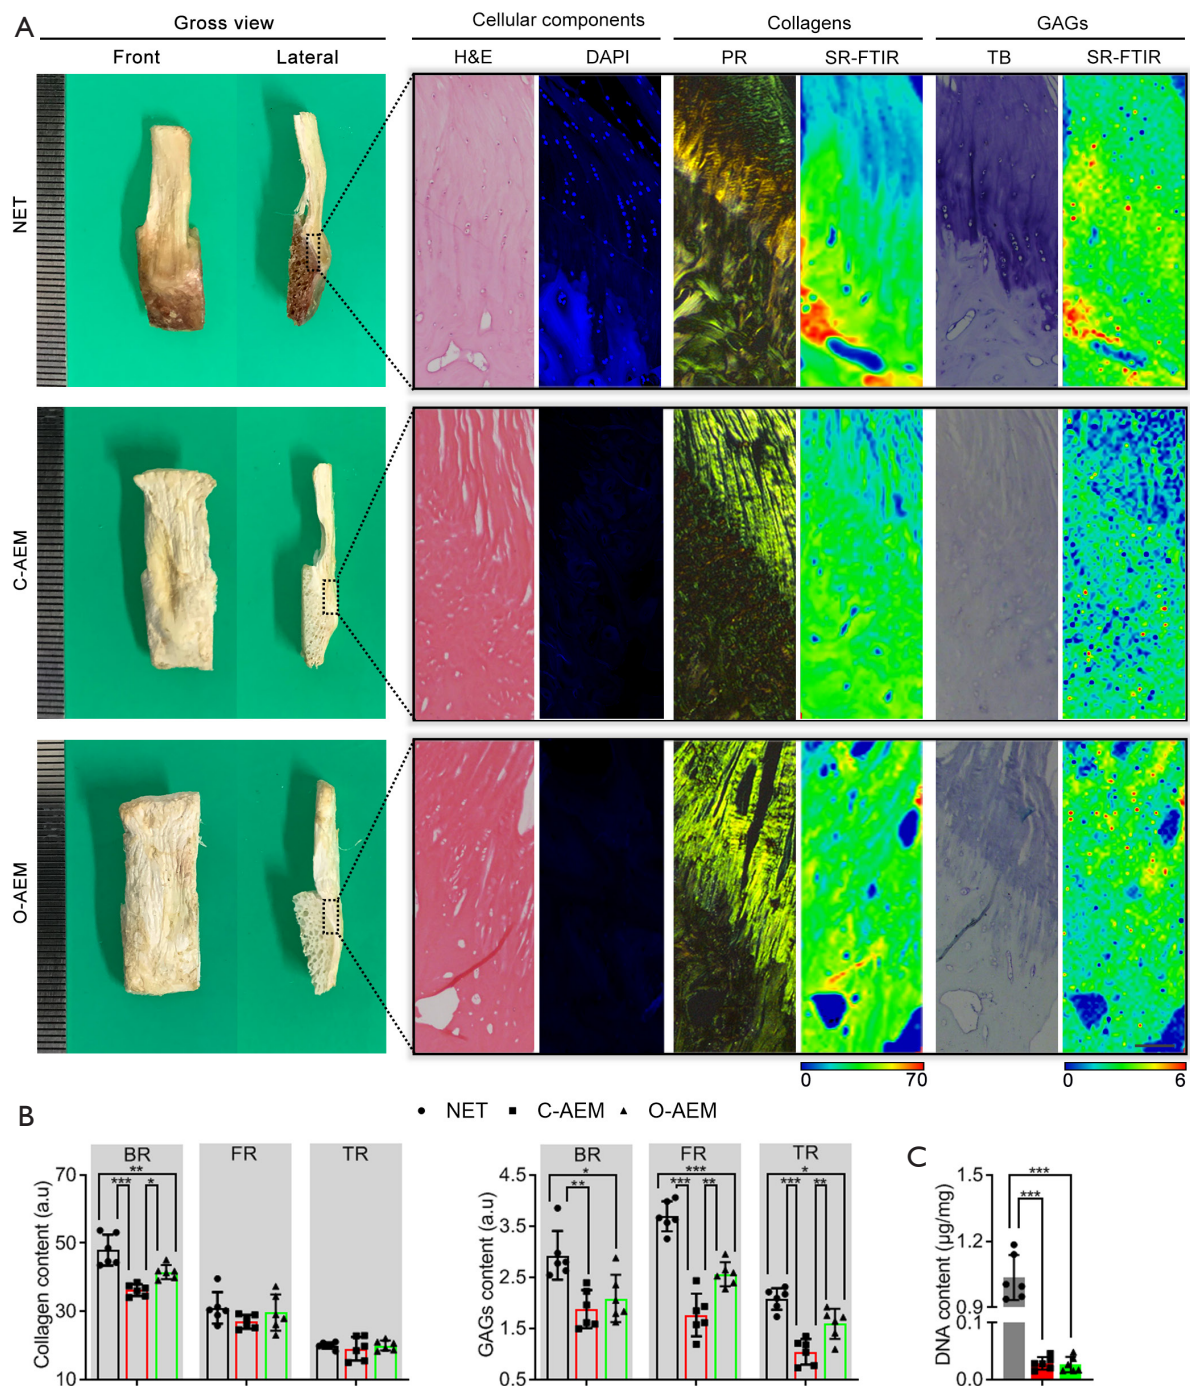 A
Gross view
Cellular components
Collagens
GAGs
Front
Lateral
H&E
DAPI
PR
SR-FTIR
TB
SR-FTIR
NET
C-AEM
O-AEM
0
70
0
6
B
NET
C-AEM
O-AEM
Collagen content (a.u)
70
50
30
10
BR
FR
TR
**
***
*
GAGs content (a.u)
4.5
3.5
2.5
1.5
0.5
BR
FR
TR
*
**
***
***
**
*
***
**
C
DNA content (µg/mg)
1.5
1.2
0.9
0.1
0.0
***
***